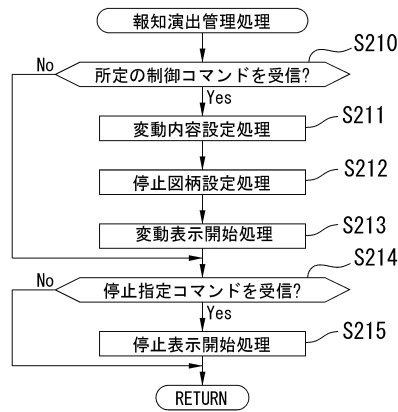 報知演出管理処理
S210
No
所定の制御コマンドを受信?
Yes
S211
変動内容設定処理
S212
停止図柄設定処理
S213
変動表示開始処理
S214
No
停止指定コマンドを受信?
Yes
S215
停止表示開始処理
RETURN